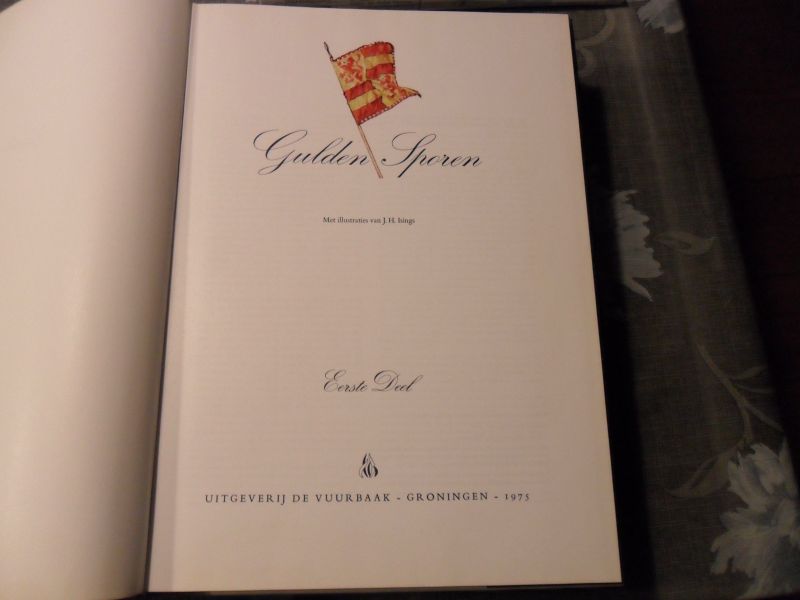 Gulden Sporen
Met illustraties van J. H. Isings
Eerste Deel
UITGEVERIJ DE VUURBAAK - GRONINGEN - 1975